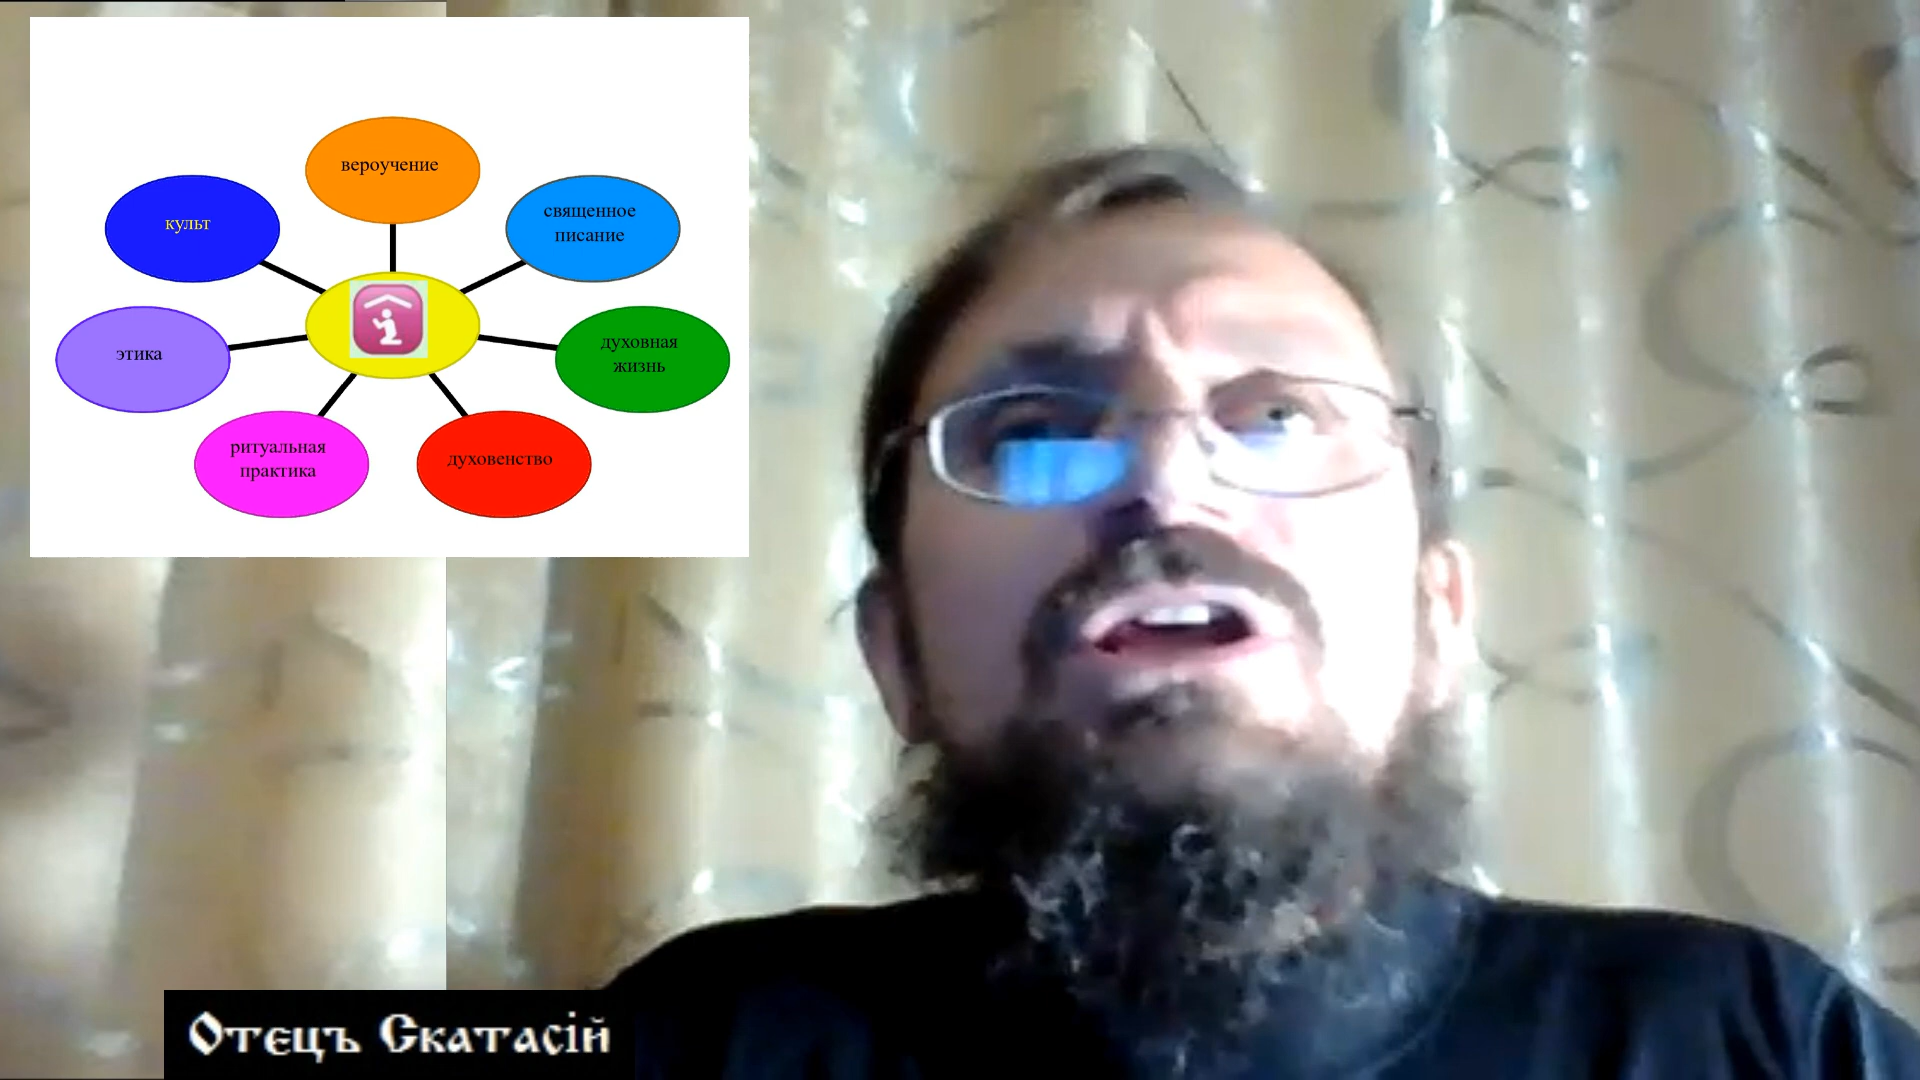 вероучение
культ
священное
писание
этика
духовная
жизнь
ритуальная
практика
духовенство
Отецъ Скатасій